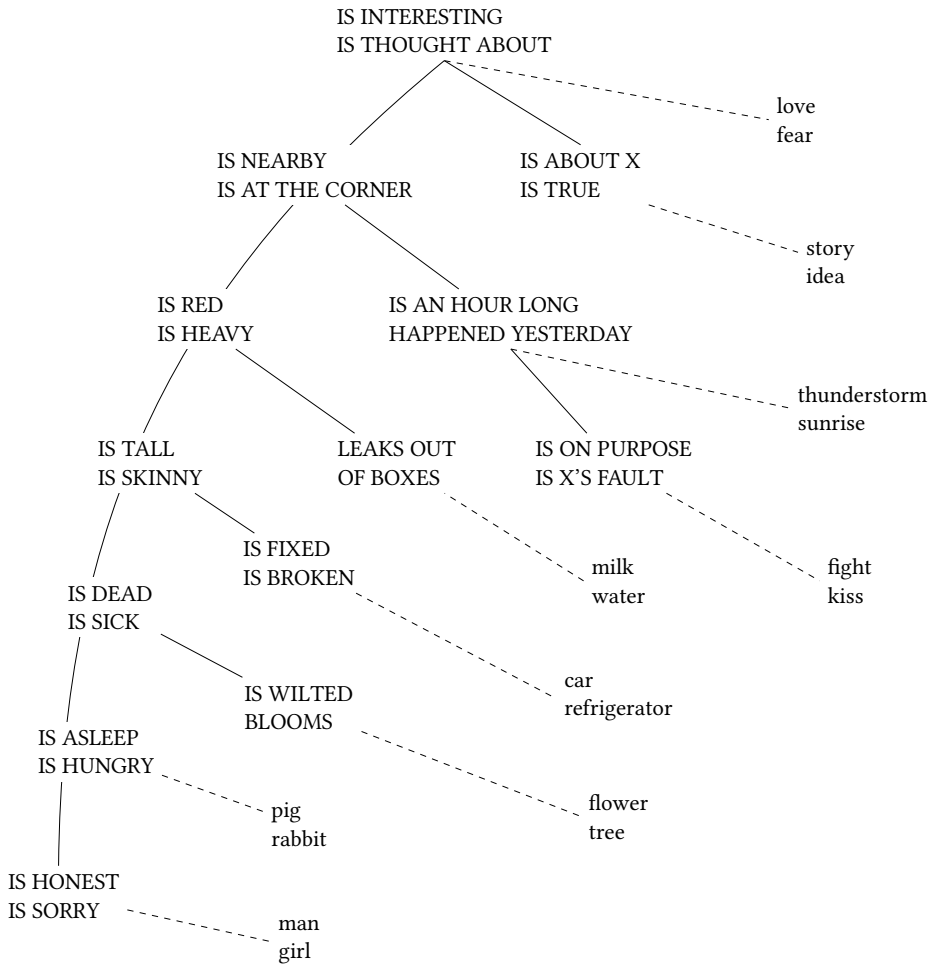 IS INTERESTING
IS THOUGHT ABOUT
love
fear
IS NEARBY
IS AT THE CORNER
IS ABOUT X
IS TRUE
story
idea
IS RED
IS HEAVY
IS AN HOUR LONG
HAPPENED YESTERDAY
thunderstorm
sunrise
IS TALL
IS SKINNY
LEAKS OUT
OF BOXES
IS ON PURPOSE
IS X'S FAULT
IS FIXED
IS BROKEN
milk
water
fight
kiss
IS DEAD
IS SICK
car
refrigerator
IS WILTED
BLOOMS
IS ASLEEP
IS HUNGRY
pig
rabbit
flower
tree
IS HONEST
IS SORRY
man
girl